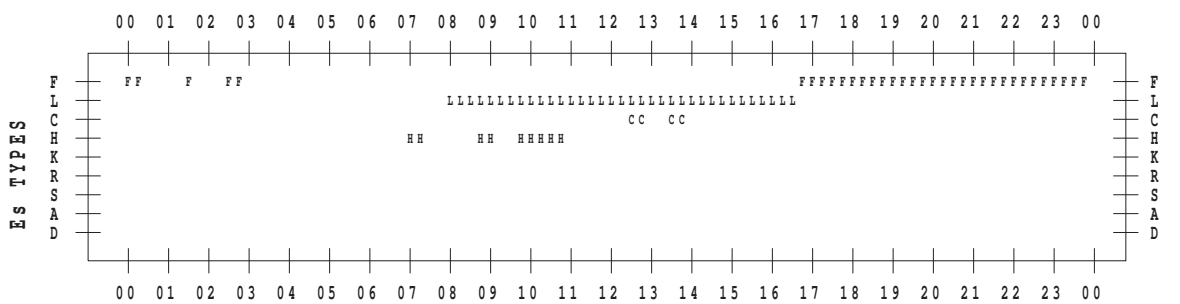 00 01 02 03 04 05 06 07 08 09 10 11 12 13 14 15 16 17 18 19 20 21 22 23 00
F FF F FF FFFFFFFFFFFFFFFFFFFFFFFFFFFFF F
L LLLLLLLLLLLLLLLLLLLLLLLLLLLLLLLLLLL L
C CC CC C
H HH HH HHHHH H
K K
R R
S S
A A
D D
Es TYPES
00 01 02 03 04 05 06 07 08 09 10 11 12 13 14 15 16 17 18 19 20 21 22 23 00